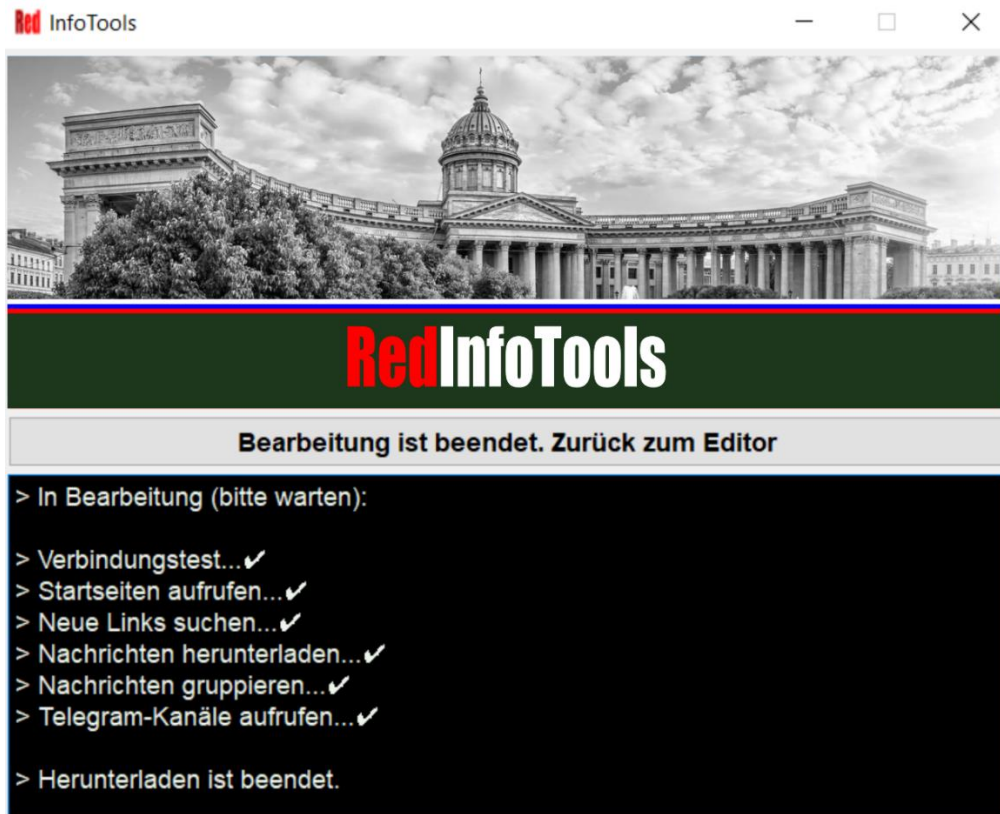 Red InfoTools
RedInfoTools
Bearbeitung ist beendet. Zurück zum Editor
> In Bearbeitung (bitte warten):
> Verbindungstest...✔
> Startseiten aufrufen...✔
> Neue Links suchen...✔
> Nachrichten herunterladen...✔
> Nachrichten gruppieren...✔
> Telegram-Kanäle aufrufen...✔
> Herunterladen ist beendet.